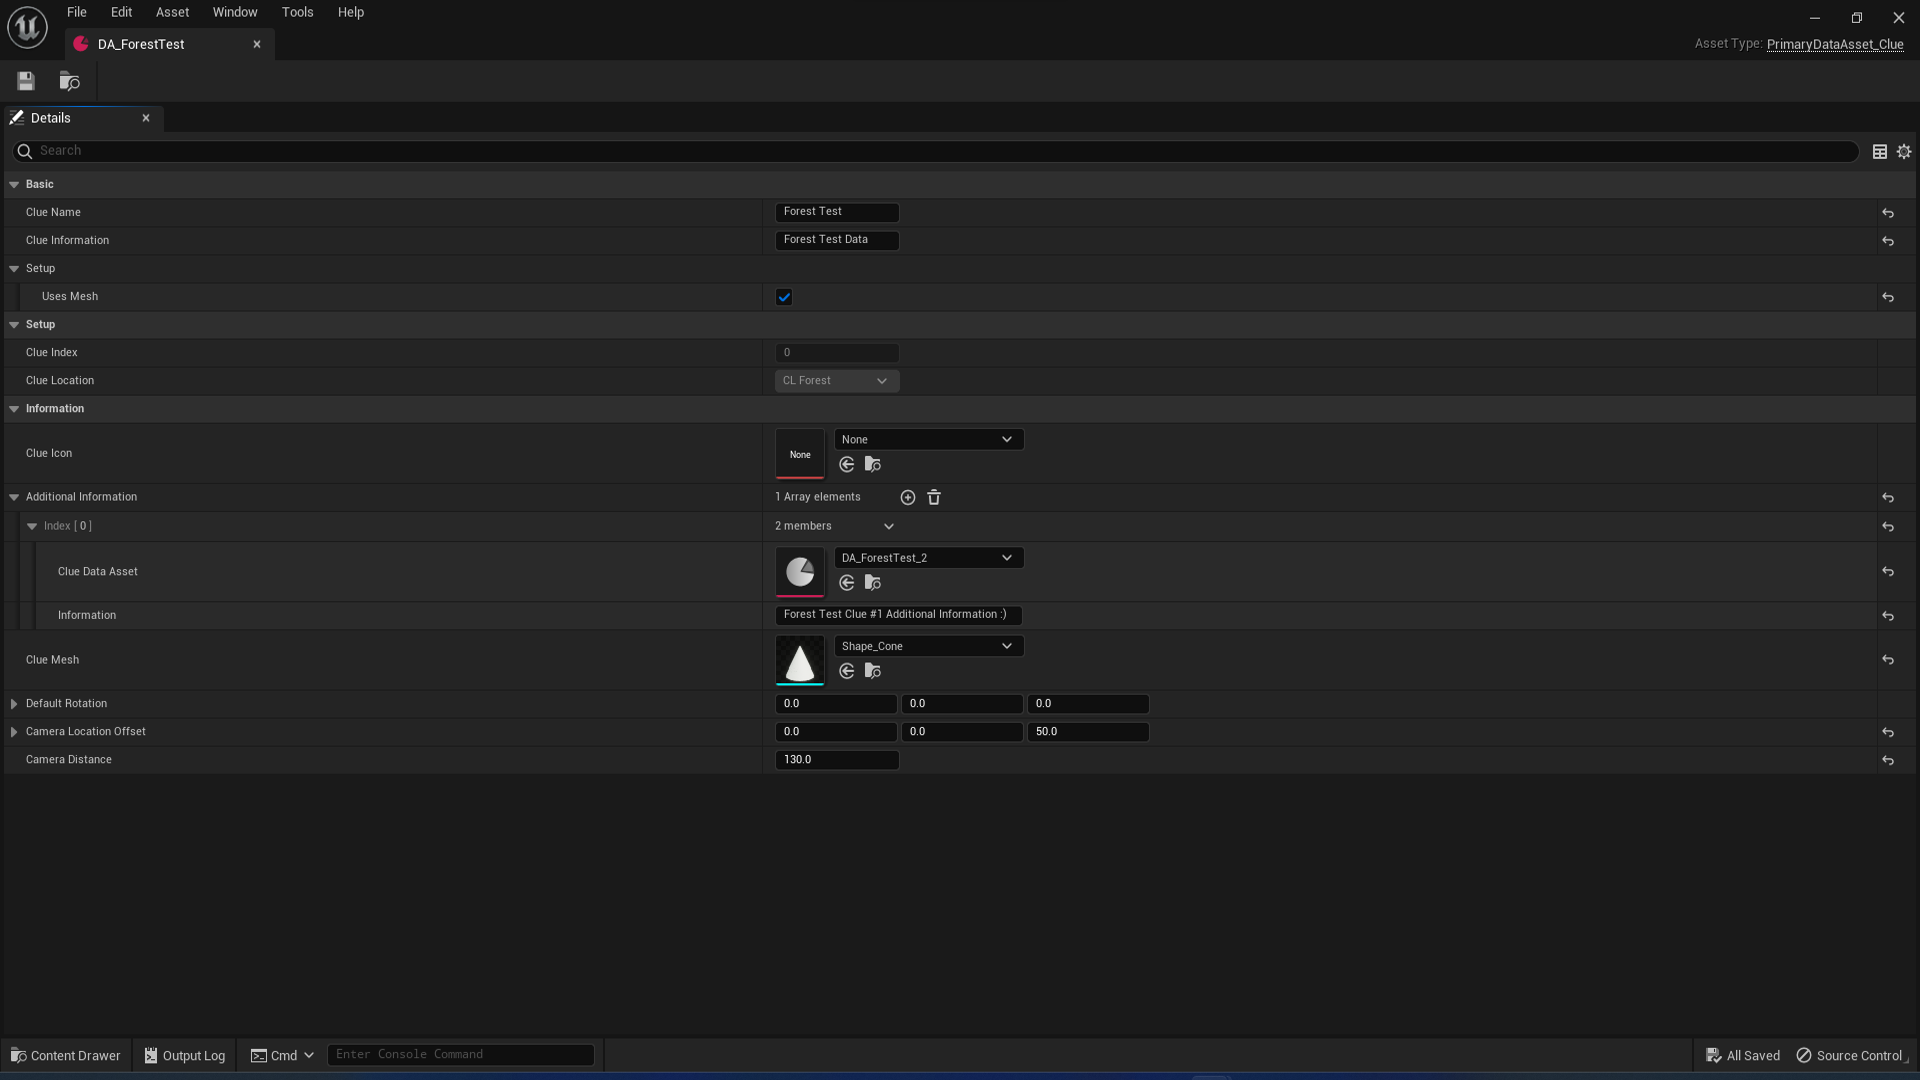 File Edit Asset Window Tools Help
DA_ForestTest
Asset Type: PrimaryDataAsset_Clue
Details
Search
Basic
Clue Name Forest Test
Clue Information Forest Test Data
Setup
Uses Mesh
Setup
Clue Index 0
Clue Location CL Forest
Information
Clue Icon None None
Additional Information 1 Array elements
Index [ 0 ] 2 members
Clue Data Asset DA_ForestTest_2
Information Forest Test Clue #1 Additional Information :)
Clue Mesh Shape_Cone
Default Rotation 0.0 0.0 0.0
Camera Location Offset 0.0 0.0 50.0
Camera Distance 130.0
Content Drawer Output Log Cmd Enter Console Command All Saved Source Control